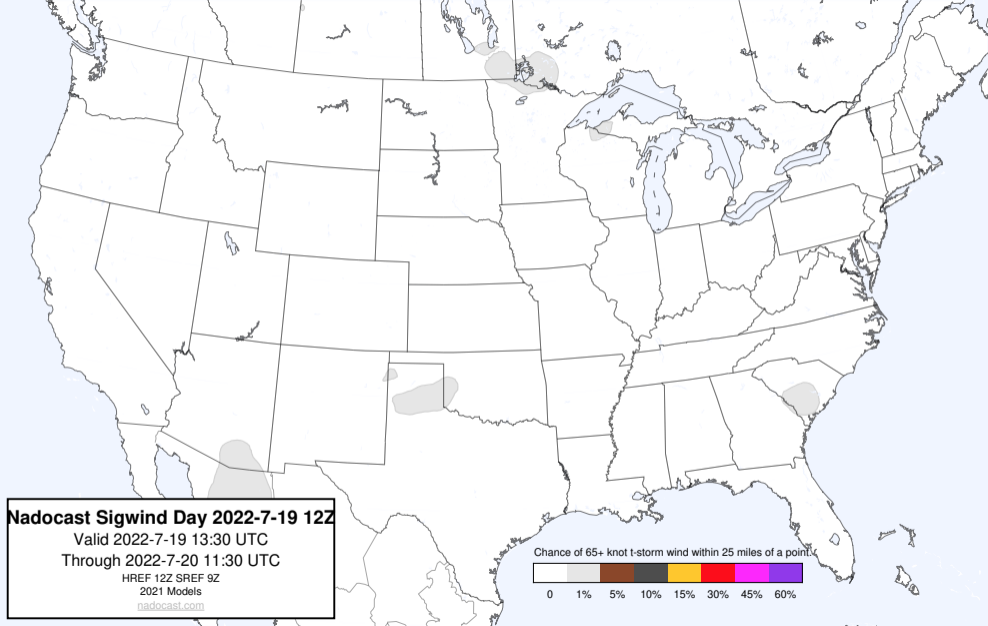 Nadocast Sigwind Day 2022-7-19 12Z
Valid 2022-7-19 13:30 UTC
Through 2022-7-20 11:30 UTC
HREF 12Z SREF 9Z
2021 Models
nadocast.com
Chance of 65+ knot t-storm wind within 25 miles of a point.
0 1% 5% 10% 15% 30% 45% 60%